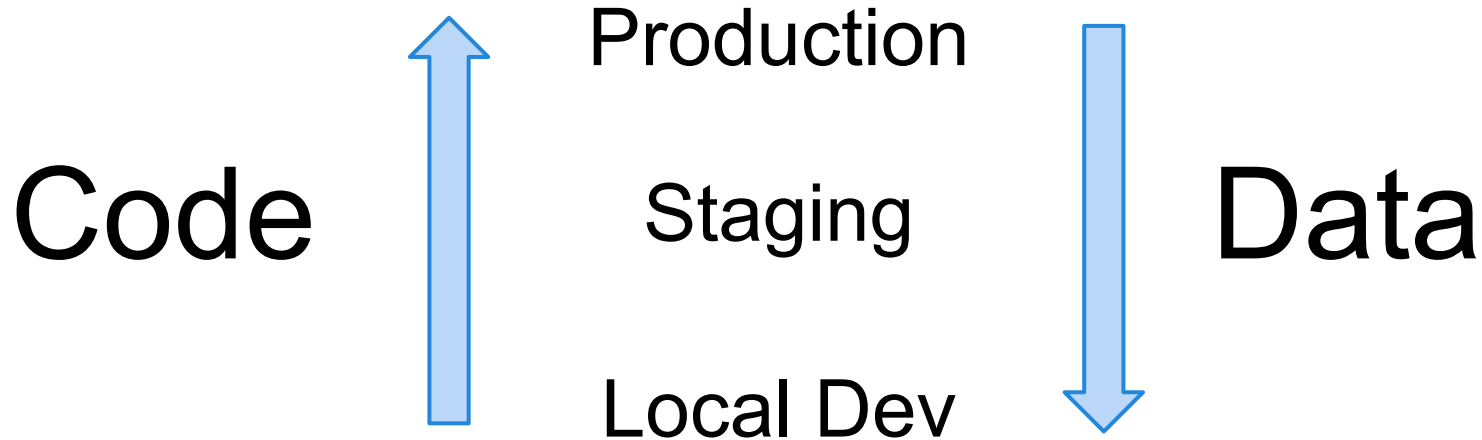 Production
Code
Staging
Data
Local Dev